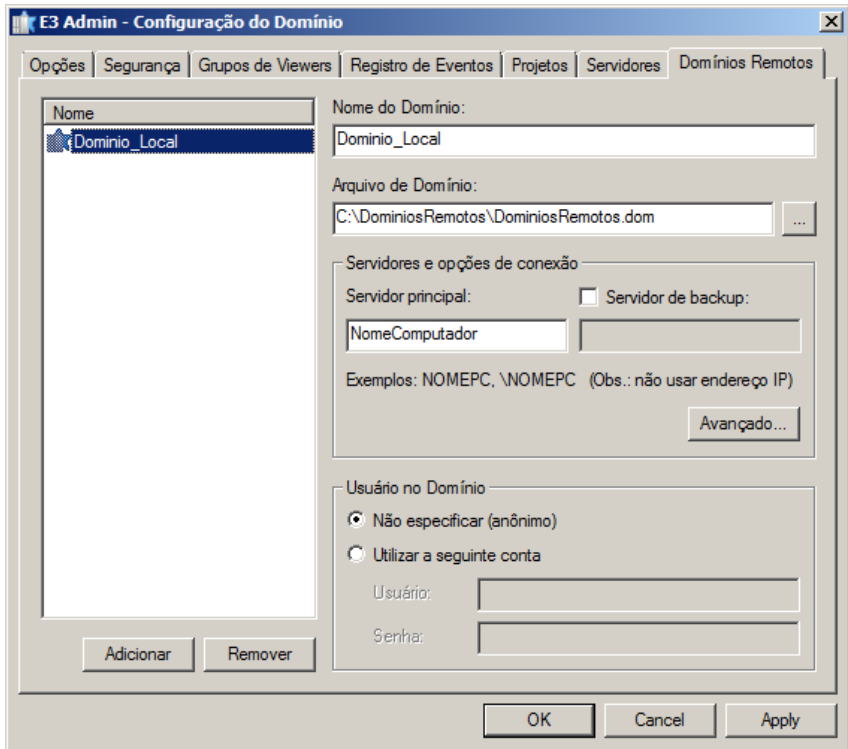 E3 Admin - Configuração do Domínio
Opções Segurança Grupos de Viewers Registro de Eventos Projetos Servidores Domínios Remotos
Nome
Dominio_Local
Nome do Domínio:
Dominio_Local
Arquivo de Domínio:
C:\DominiosRemotos\DominiosRemotos.dom ...
Servidores e opções de conexão
Servidor principal: Servidor de backup:
NomeComputador
Exemplos: NOMEPC, \NOMEPC (Obs.: não usar endereço IP)
Avançado...
Usuário no Domínio
Não especificar (anônimo)
Utilizar a seguinte conta
Usuário:
Senha:
Adicionar Remover
OK Cancel Apply